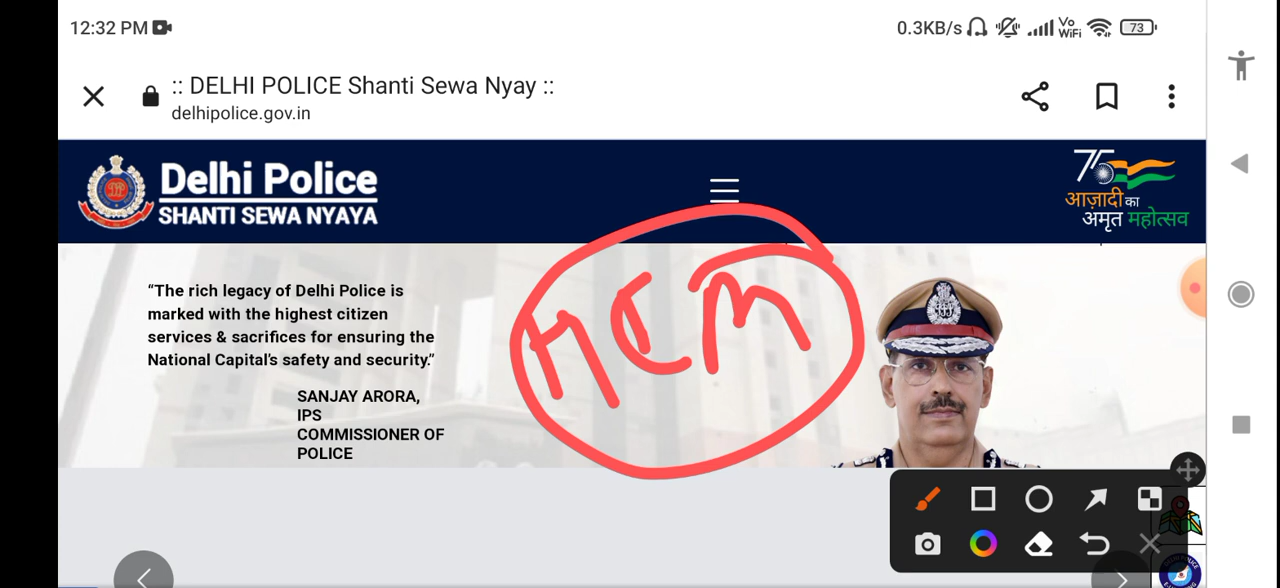 12:32 PM
0.3KB/s Vo WiFi 73
:: DELHI POLICE Shanti Sewa Nyay ::
delhipolice.gov.in
Delhi Police
SHANTI SEWA NYAYA
75
आज़ादी का
अमृत महोत्सव
“The rich legacy of Delhi Police is
marked with the highest citizen
services & sacrifices for ensuring the
National Capital's safety and security.”
SANJAY ARORA,
IPS
COMMISSIONER OF
POLICE
HCM